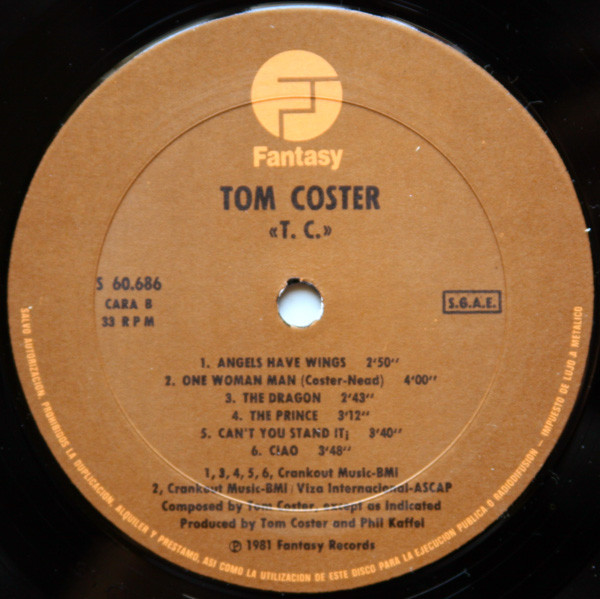 Fantasy
TOM COSTER
«T. C.»
S 60.686
CARA B
33 RPM
S.G.A.E.
1. ANGELS HAVE WINGS 2'50''
2. ONE WOMAN MAN (Coster-Nead) 4'00''
3. THE DRAGON 2'43''
4. THE PRINCE 3'12''
5. CAN'T YOU STAND IT¡ 3'40''
6. CIAO 3'48''
1, 3, 4, 5, 6, Crankout Music-BMI
2, Crankout Music-BMI / Viza Internacional-ASCAP
Composed by Tom Coster, except as indicated
Produced by Tom Coster and Phil Kaffel
℗ 1981 Fantasy Records
SALVO AUTORIZACION, PROHIBIDOS LA DUPLICACION, ALQUILER Y PRESTAMO, ASI COMO LA UTILIZACION DE ESTE DISCO PARA LA EJECUCION PUBLICA O RADIODIFUSION — IMPUESTO DE LUJO A METALICO